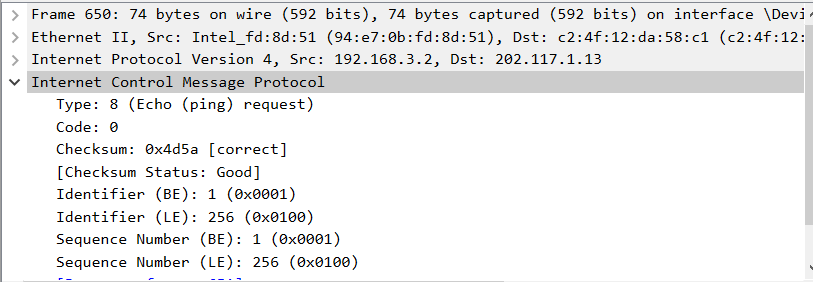 Frame 650: 74 bytes on wire (592 bits), 74 bytes captured (592 bits) on interface \Devi
Ethernet II, Src: Intel_fd:8d:51 (94:e7:0b:fd:8d:51), Dst: c2:4f:12:da:58:c1 (c2:4f:12:
Internet Protocol Version 4, Src: 192.168.3.2, Dst: 202.117.1.13
Internet Control Message Protocol
Type: 8 (Echo (ping) request)
Code: 0
Checksum: 0x4d5a [correct]
[Checksum Status: Good]
Identifier (BE): 1 (0x0001)
Identifier (LE): 256 (0x0100)
Sequence Number (BE): 1 (0x0001)
Sequence Number (LE): 256 (0x0100)